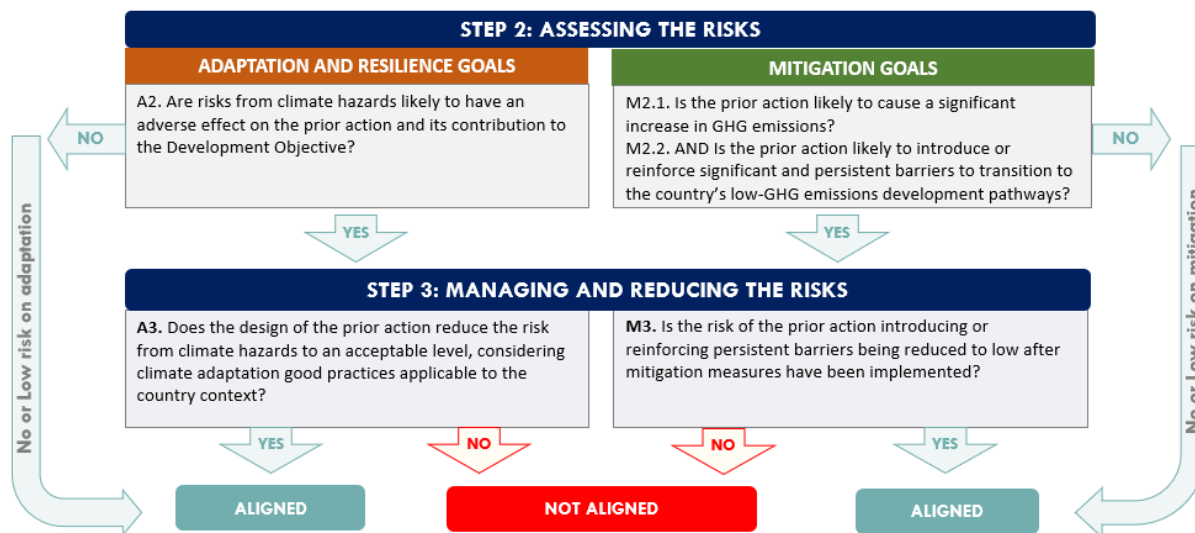 STEP 2: ASSESSING THE RISKS
ADAPTATION AND RESILIENCE GOALS
A2. Are risks from climate hazards likely to have an
adverse effect on the prior action and its contribution to
the Development Objective?
MITIGATION GOALS
M2.1. Is the prior action likely to cause a significant
increase in GHG emissions?
M2.2. AND Is the prior action likely to introduce or
reinforce significant and persistent barriers to transition to
the country's low-GHG emissions development pathways?
NO
NO
YES
YES
No or Low risk on adaptation
No or Low risk on mitigation
STEP 3: MANAGING AND REDUCING THE RISKS
A3. Does the design of the prior action reduce the risk
from climate hazards to an acceptable level, considering
climate adaptation good practices applicable to the
country context?
M3. Is the risk of the prior action introducing or
reinforcing persistent barriers being reduced to low after
mitigation measures have been implemented?
YES
NO
NO
YES
ALIGNED
NOT ALIGNED
ALIGNED